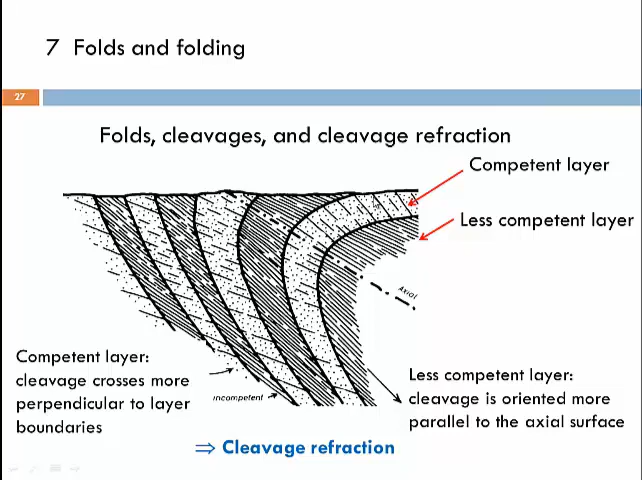 7 Folds and folding
27
Folds, cleavages, and cleavage refraction
Competent layer
Less competent layer
Axial
Competent layer:
cleavage crosses more
perpendicular to layer
boundaries
incompetent
Less competent layer:
cleavage is oriented more
parallel to the axial surface
⇒ Cleavage refraction